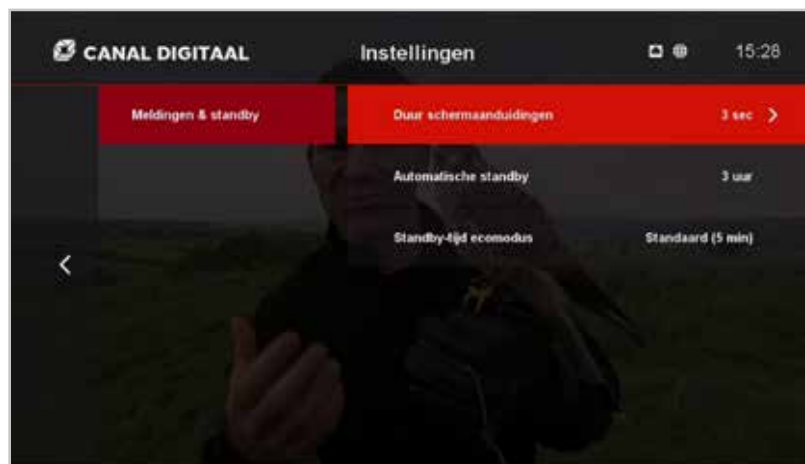 CANAL DIGITAAL Instellingen 15:28
Meldingen & standby Duur schermaanduidingen 3 sec
Automatische standby 3 uur
Standby-tijd ecomodus Standaard (5 min)